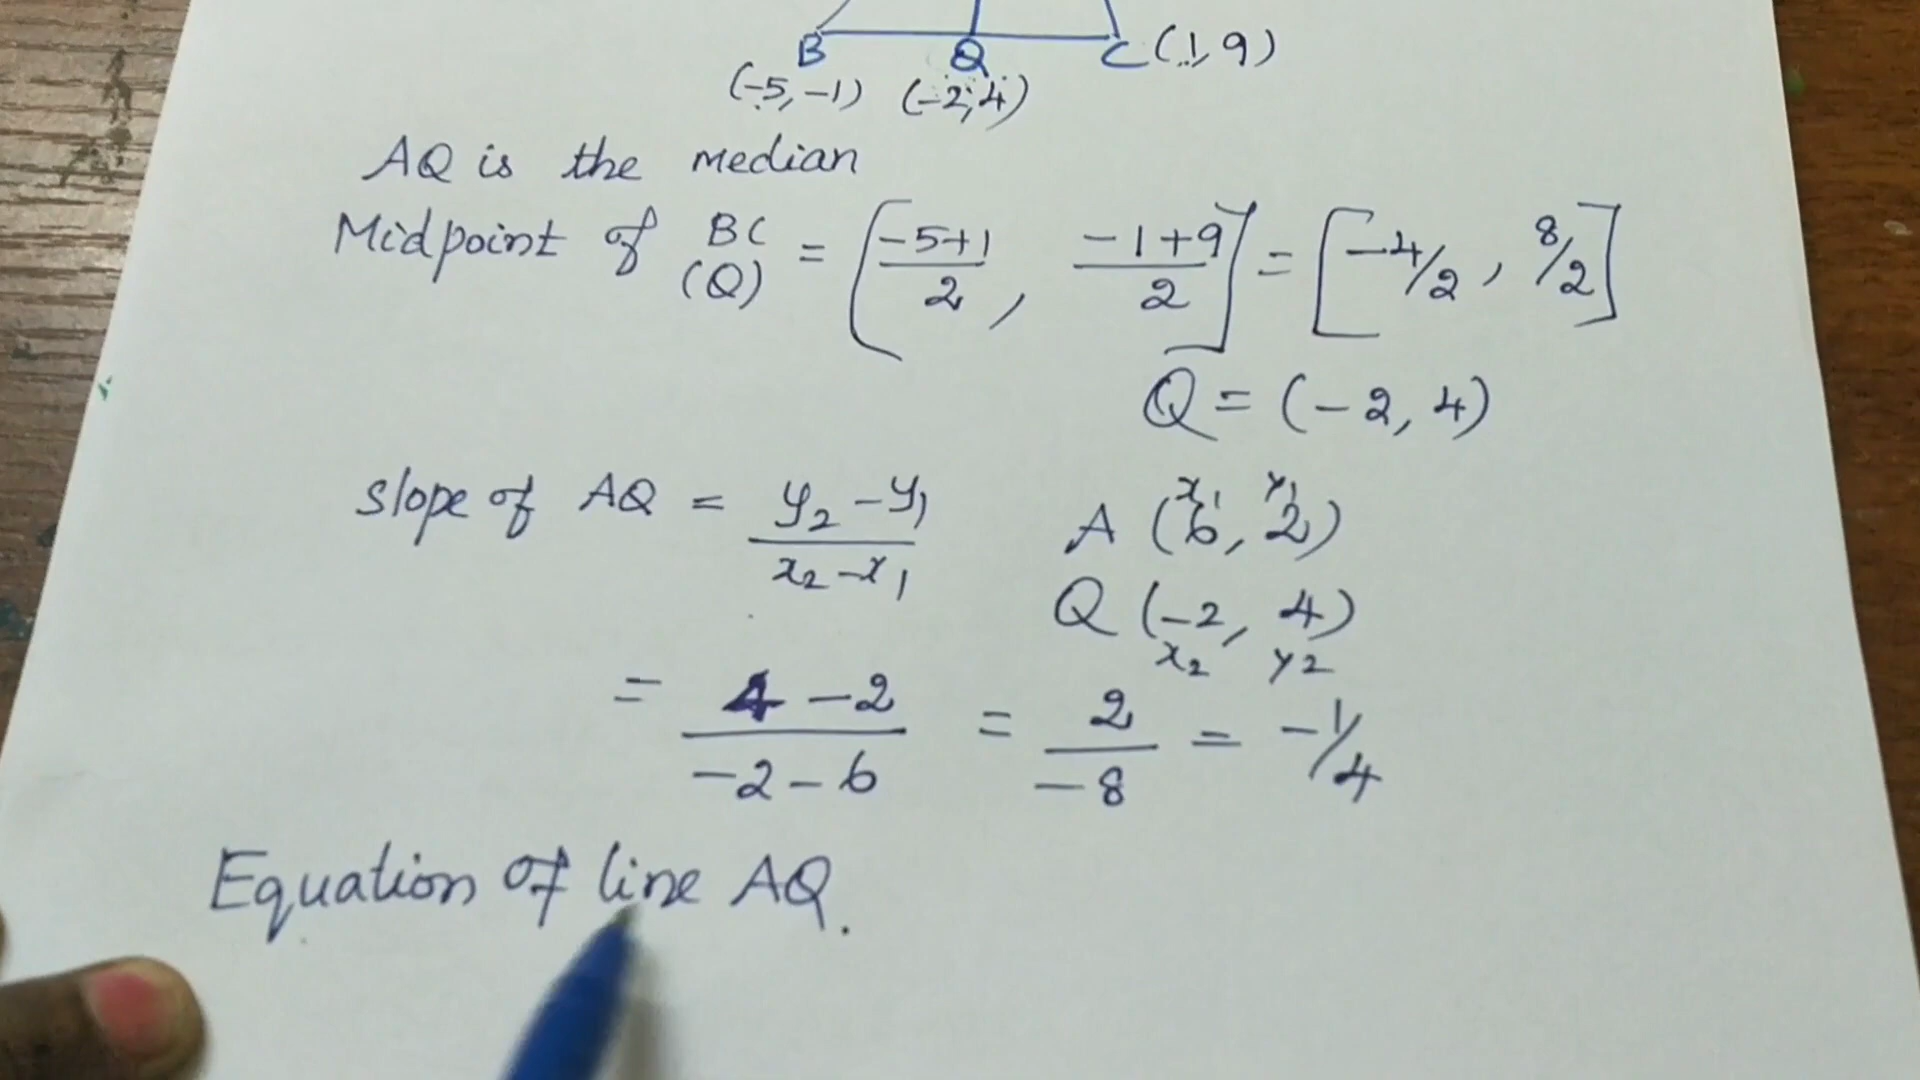 B Q C (1, 9)
(-5, -1) (-2, 4)
AQ is the median
Midpoint of BC (Q) = [(-5+1)/2, (-1+9)/2] = [-4/2, 8/2]
Q = (-2, 4)
slope of AQ = (y2 - y1)/(x2 - x1)
x1 y1
A (6, 2)
Q (-2, 4)
x2 y2
= (4 - 2)/(-2 - 6) = 2/-8 = -1/4
Equation of line AQ.